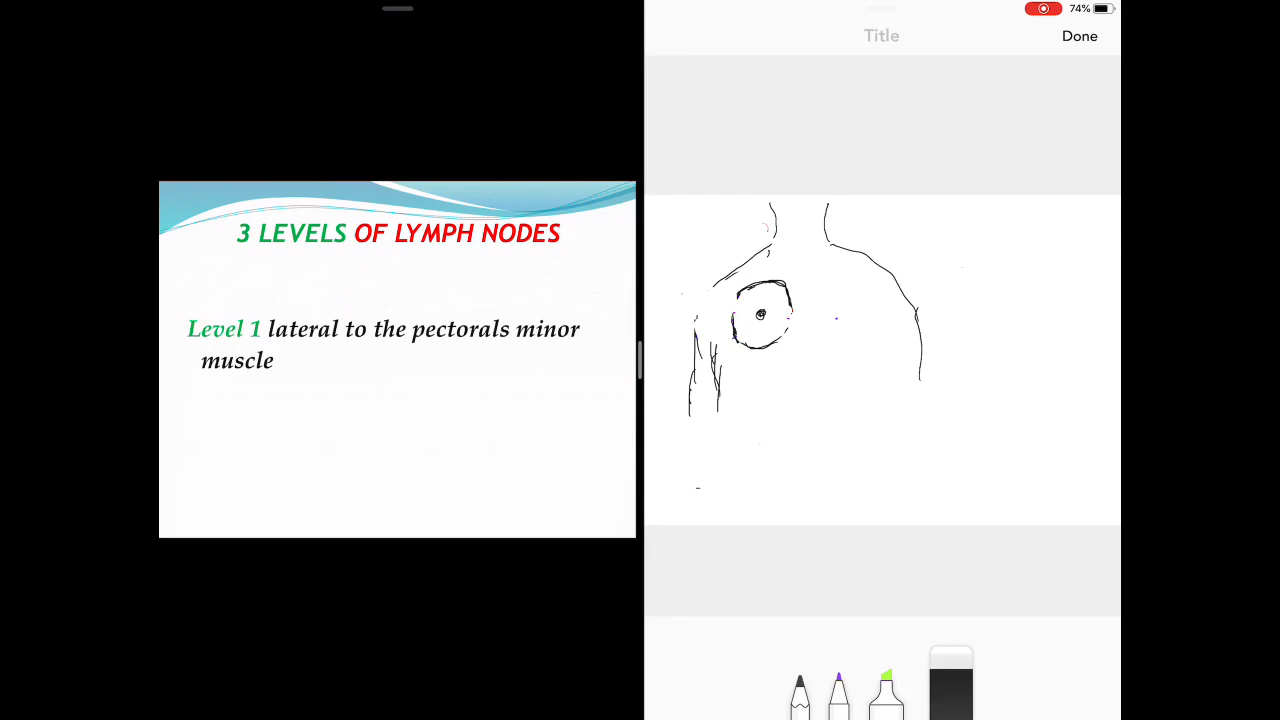 74%
Title
Done
3 LEVELS OF LYMPH NODES
Level 1 lateral to the pectorals minor
muscle